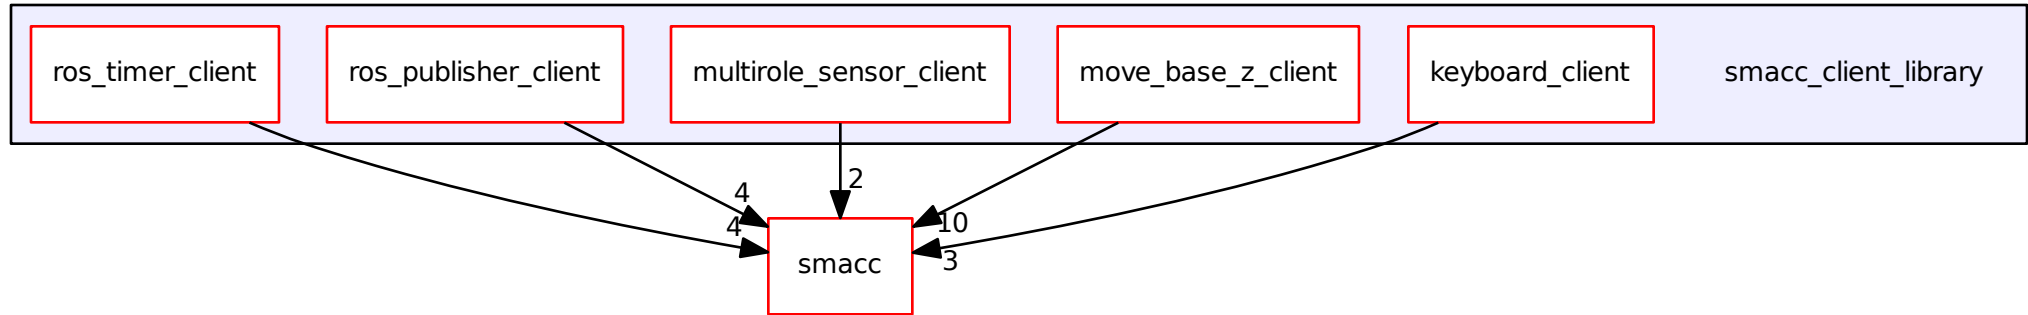 ros_timer_client
ros_publisher_client
multirole_sensor_client
move_base_z_client
keyboard_client
smacc_client_library
4
4
2
10
3
smacc